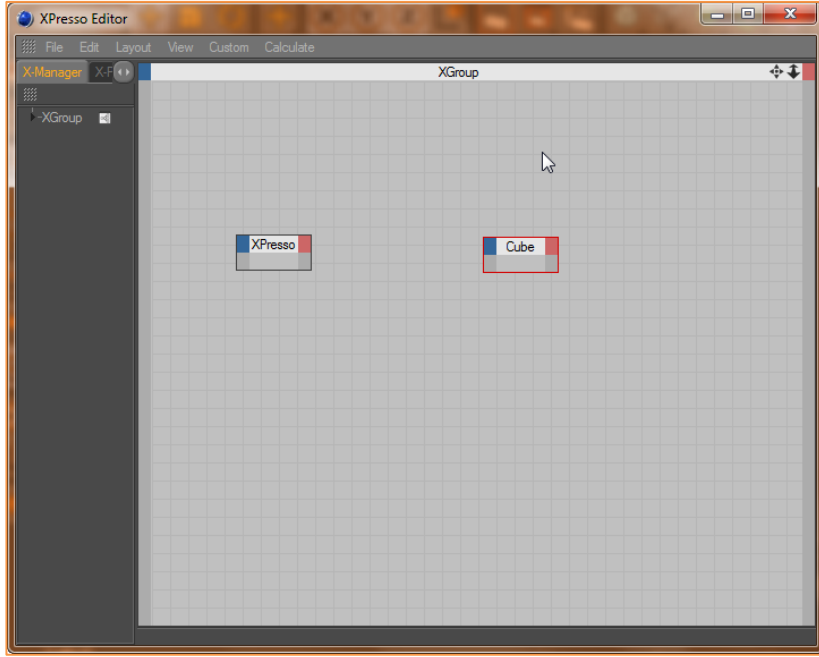 XPresso Editor
File Edit Layout View Custom Calculate
X-Manager X-F
XGroup
XGroup
XPresso
Cube